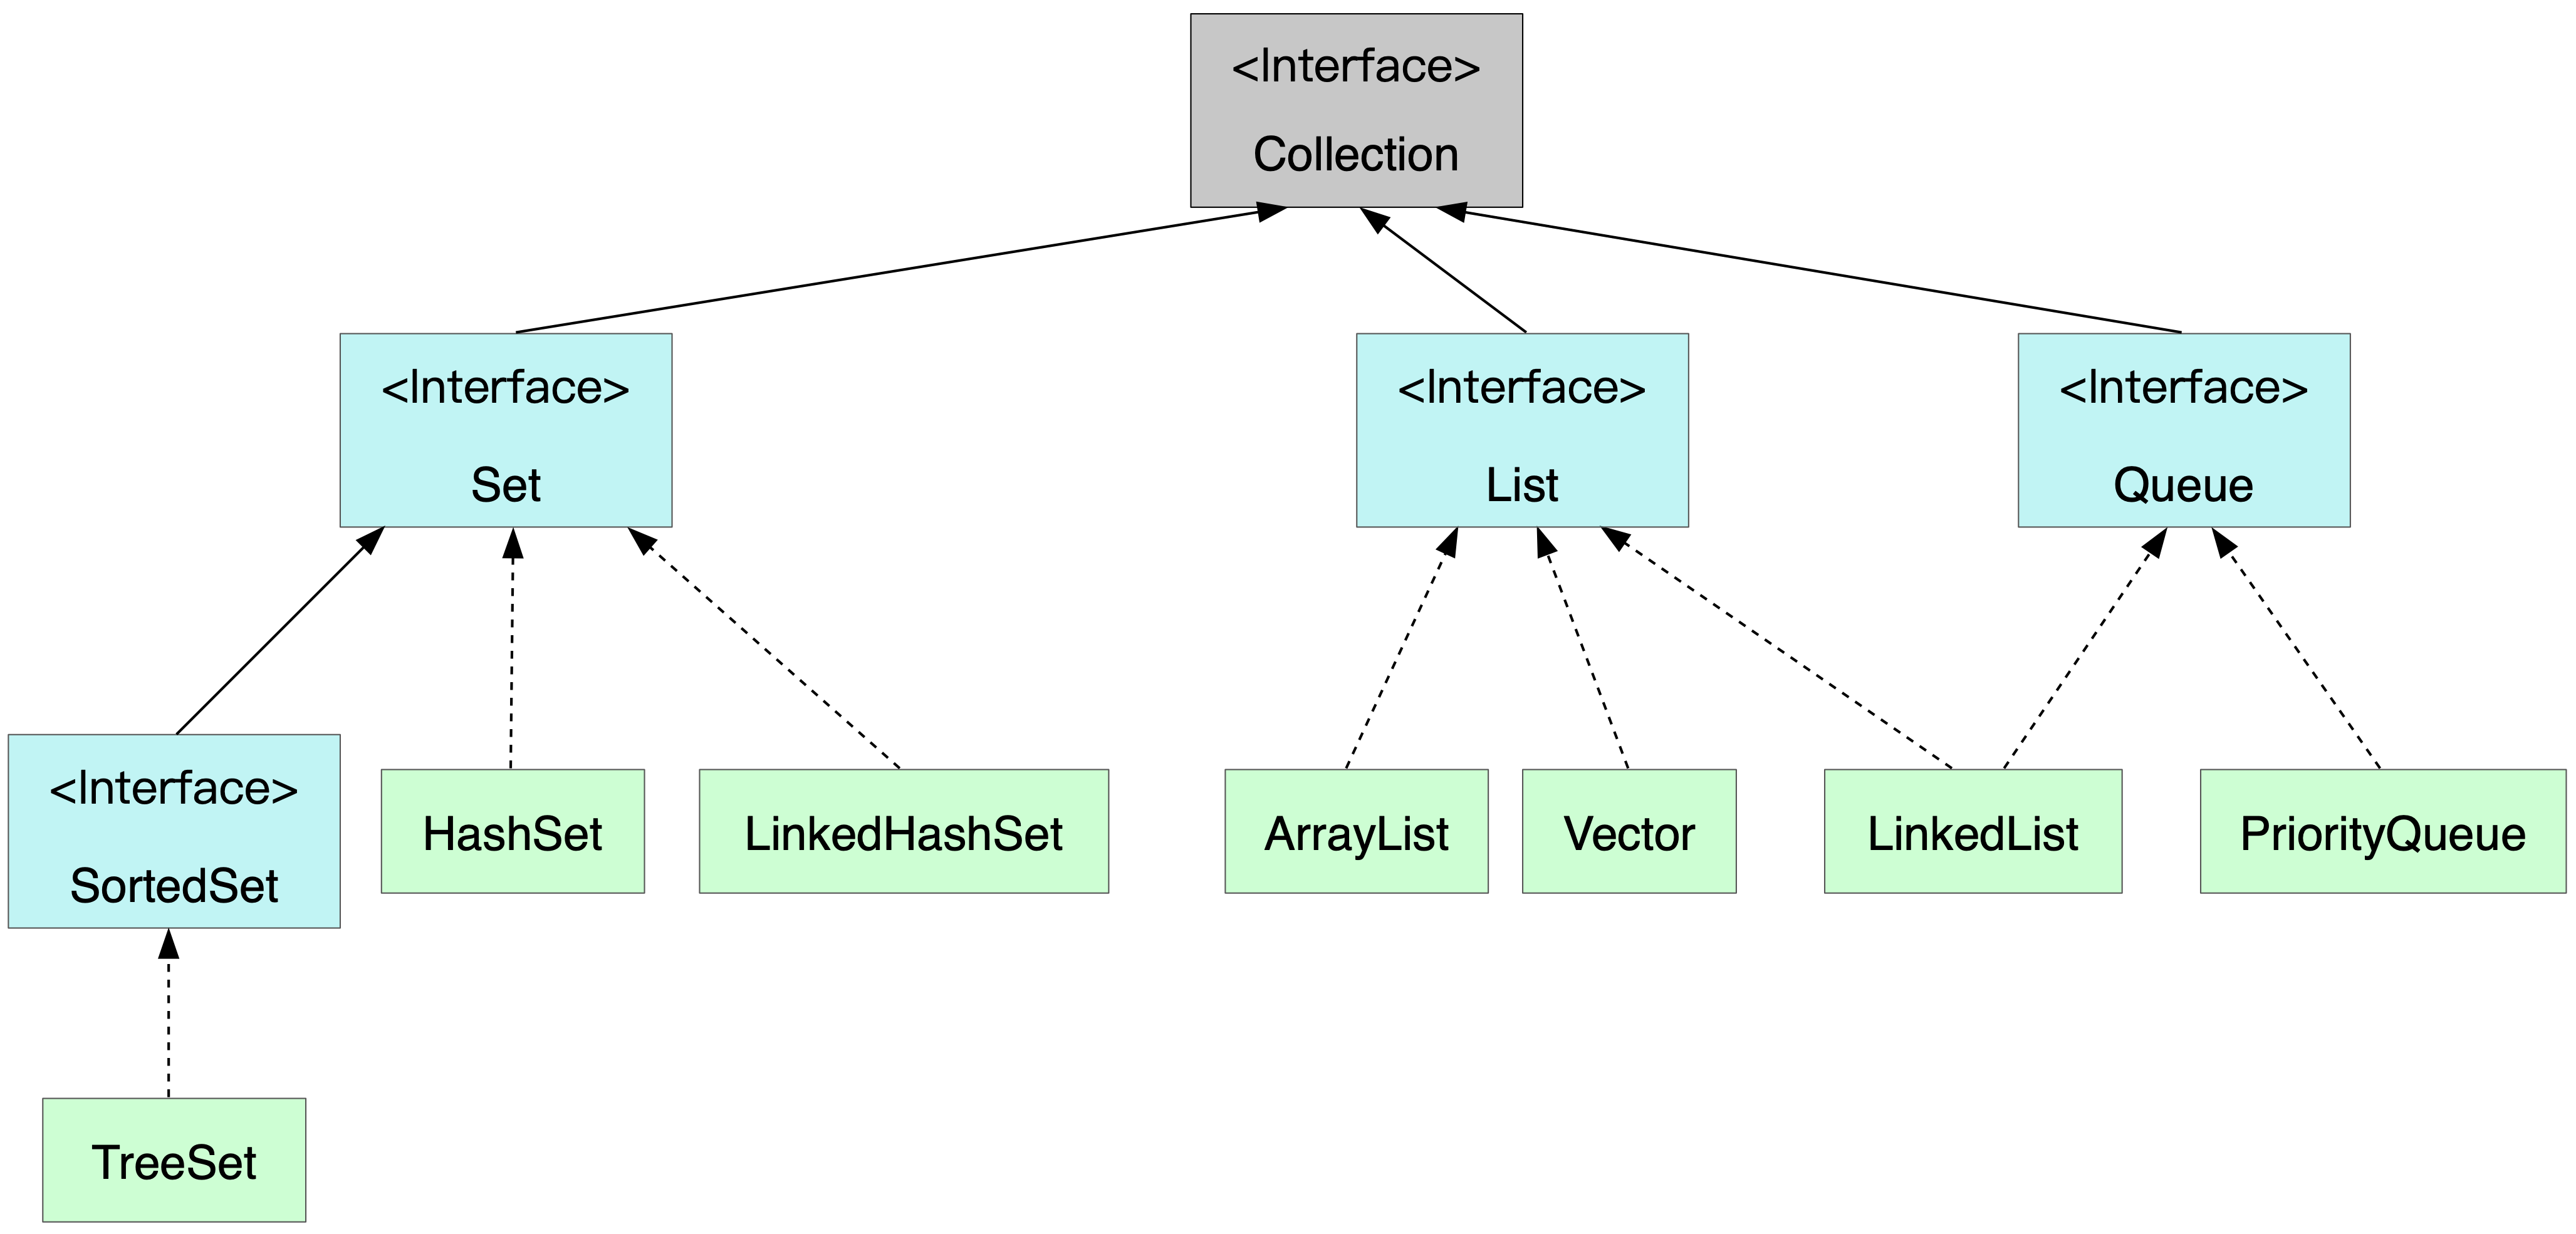 <Interface>
Collection
<Interface>
Set
<Interface>
List
<Interface>
Queue
<Interface>
SortedSet
HashSet
LinkedHashSet
ArrayList
Vector
LinkedList
PriorityQueue
TreeSet